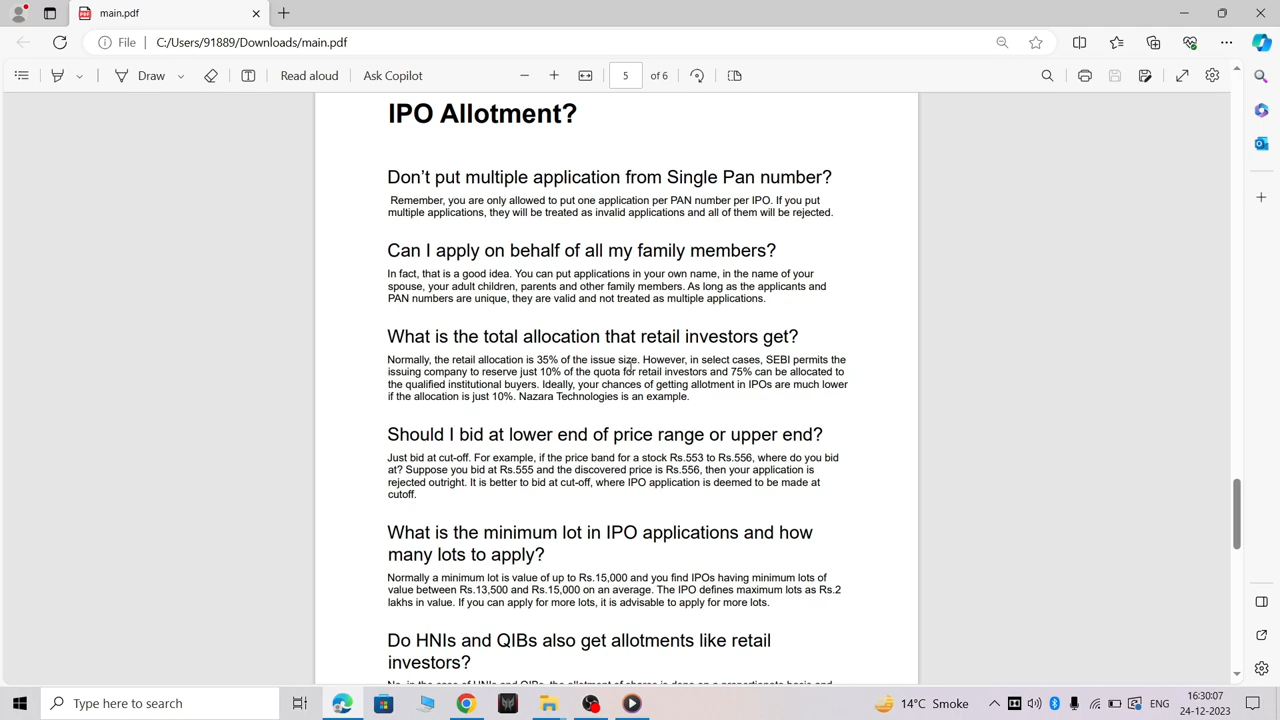 main.pdf
File C:/Users/91889/Downloads/main.pdf
Draw Read aloud Ask Copilot 5 of 6
IPO Allotment?
Don't put multiple application from Single Pan number?
Remember, you are only allowed to put one application per PAN number per IPO. If you put
multiple applications, they will be treated as invalid applications and all of them will be rejected.
Can I apply on behalf of all my family members?
In fact, that is a good idea. You can put applications in your own name, in the name of your
spouse, your adult children, parents and other family members. As long as the applicants and
PAN numbers are unique, they are valid and not treated as multiple applications.
What is the total allocation that retail investors get?
Normally, the retail allocation is 35% of the issue size. However, in select cases, SEBI permits the
issuing company to reserve just 10% of the quota for retail investors and 75% can be allocated to
the qualified institutional buyers. Ideally, your chances of getting allotment in IPOs are much lower
if the allocation is just 10%. Nazara Technologies is an example.
Should I bid at lower end of price range or upper end?
Just bid at cut-off. For example, if the price band for a stock Rs.553 to Rs.556, where do you bid
at? Suppose you bid at Rs.555 and the discovered price is Rs.556, then your application is
rejected outright. It is better to bid at cut-off, where IPO application is deemed to be made at
cutoff.
What is the minimum lot in IPO applications and how
many lots to apply?
Normally a minimum lot is value of up to Rs.15,000 and you find IPOs having minimum lots of
value between Rs.13,500 and Rs.15,000 on an average. The IPO defines maximum lots as Rs.2
lakhs in value. If you can apply for more lots, it is advisable to apply for more lots.
Do HNIs and QIBs also get allotments like retail
investors?
No, in the case of HNIs and QIBs, the allotment of shares is done on a proportionate basis and
Type here to search
14°C Smoke
ENG
16:30:07
24-12-2023